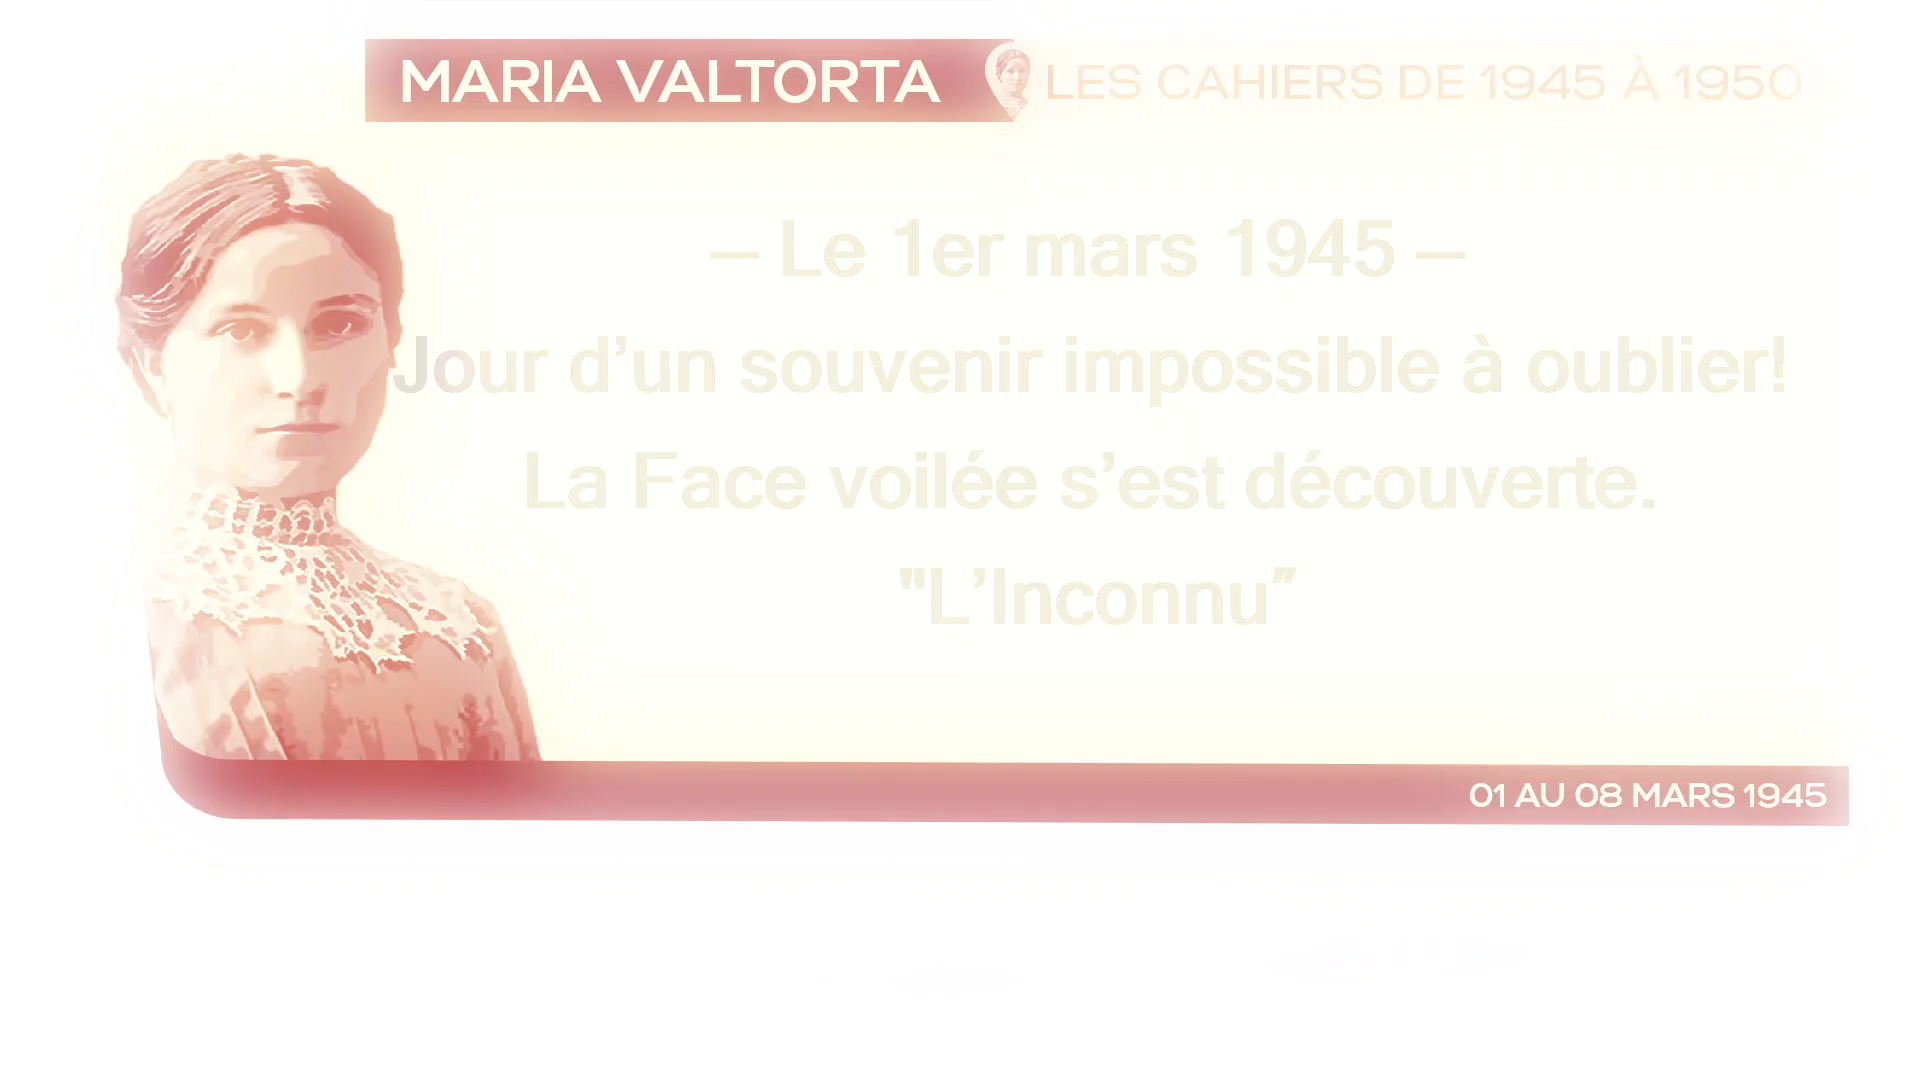 MARIA VALTORTA LES CAHIERS DE 1945 À 1950
— Le 1er mars 1945 —
Jour d’un souvenir impossible à oublier!
La Face voilée s’est découverte.
"L’Inconnu”
01 AU 08 MARS 1945